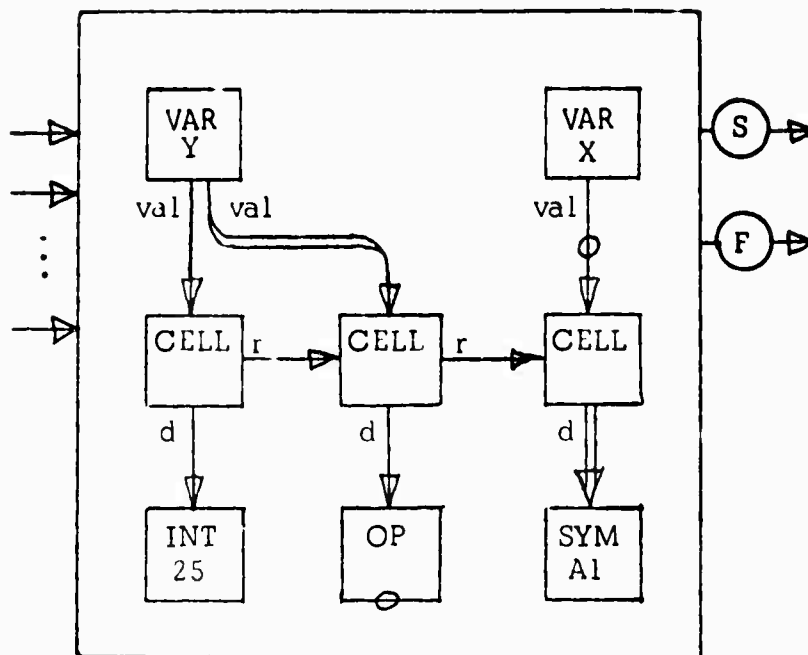 VAR
Y
VAR
X
S
val
val
val
F
CELL
r
CELL
r
CELL
d
d
d
INT
25
OP
SYM
A1